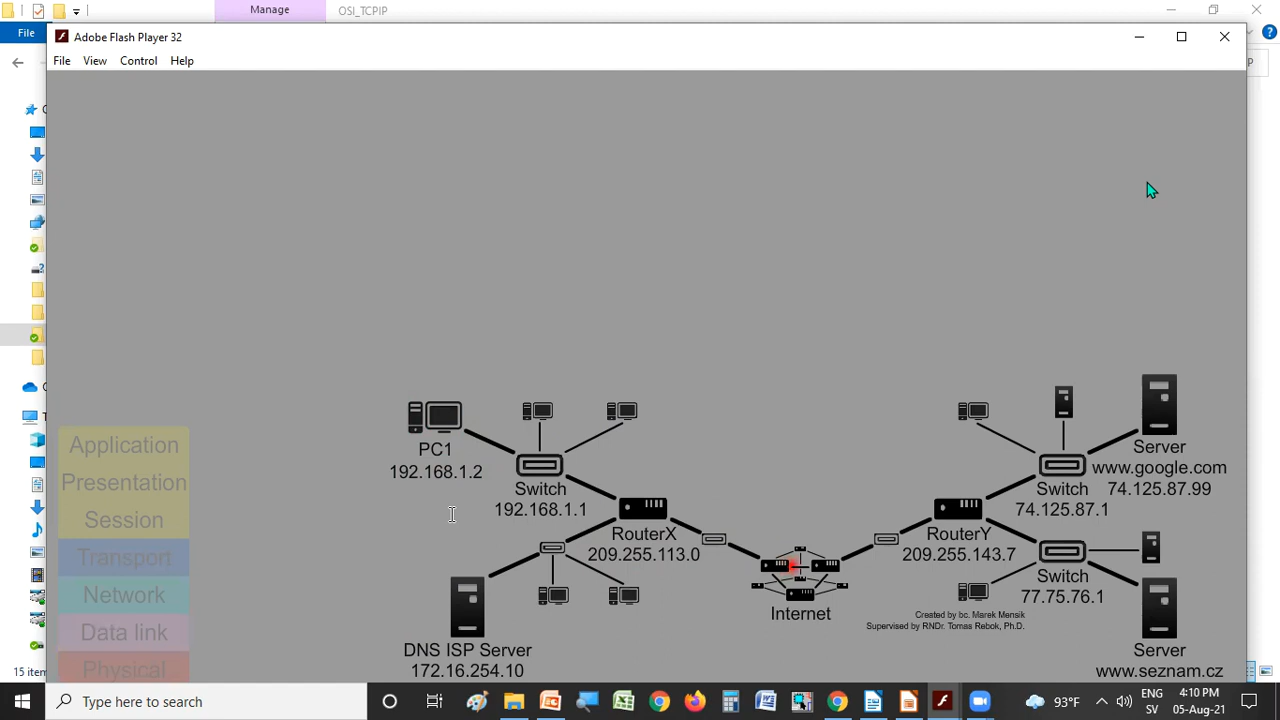 Manage
OSI_TCPIP
File
Adobe Flash Player 32
File View Control Help
PC1
192.168.1.2
Switch
192.168.1.1
RouterX
209.255.113.0
DNS ISP Server
172.16.254.10
Internet
RouterY
209.255.143.7
Switch
74.125.87.1
Server
www.google.com
74.125.87.99
Switch
77.75.76.1
Created by bc. Marek Mensik
Supervised by RNDr. Tomas Rebok, Ph.D.
Server
www.seznam.cz
Application
Presentation
Session
Transport
Network
Data link
Physical
15 item
Type here to search
93°F
ENG
SV
4:10 PM
05-Aug-21